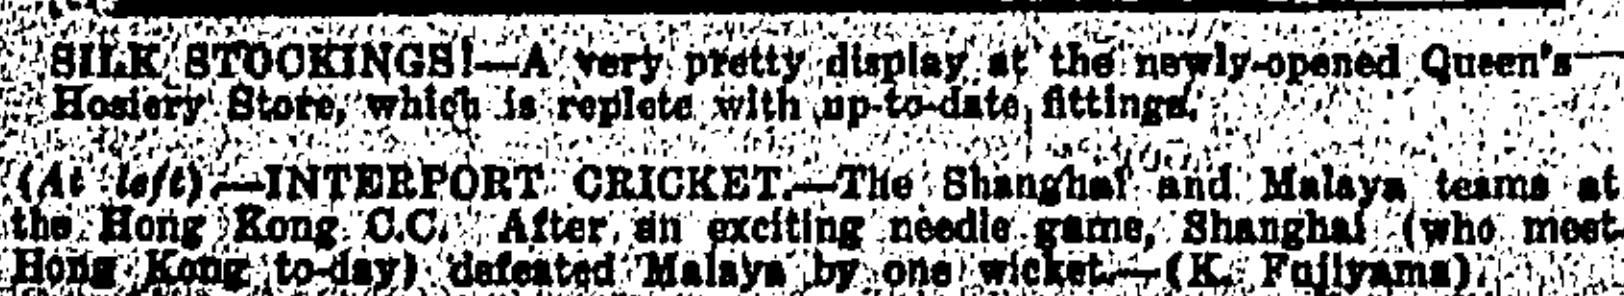 SILK STOCKINGS!—A very pretty display at the newly-opened Queen's
Hosiery Store, which is replete with up-to-date fittings.
(At left).—INTERPORT CRICKET.—The Shanghai and Malaya teams at
the Hong Kong C.C. After an exciting needle game, Shanghai (who meet
Hong Kong to-day) defeated Malaya by one wicket.—(K. Fujiyama).